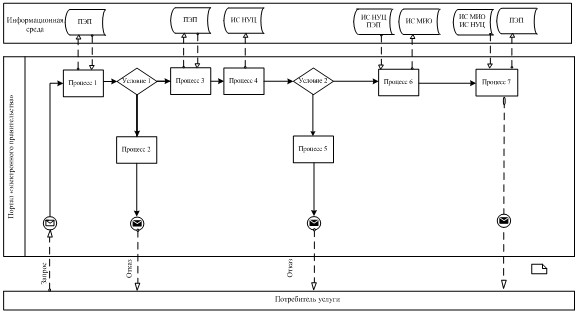 Информационная
среда
ПЭП
ПЭП
ИС НУЦ
ИС НУЦ
ПЭП
ИС МИО
ИС МИО
ИС НУЦ
ПЭП
Портал «электронного правительства»
Процесс 1
Условие 1
Процесс 3
Процесс 4
Условие 2
Процесс 6
Процесс 7
Процесс 2
Процесс 5
Запрос
Отказ
Отказ
Потребитель услуги